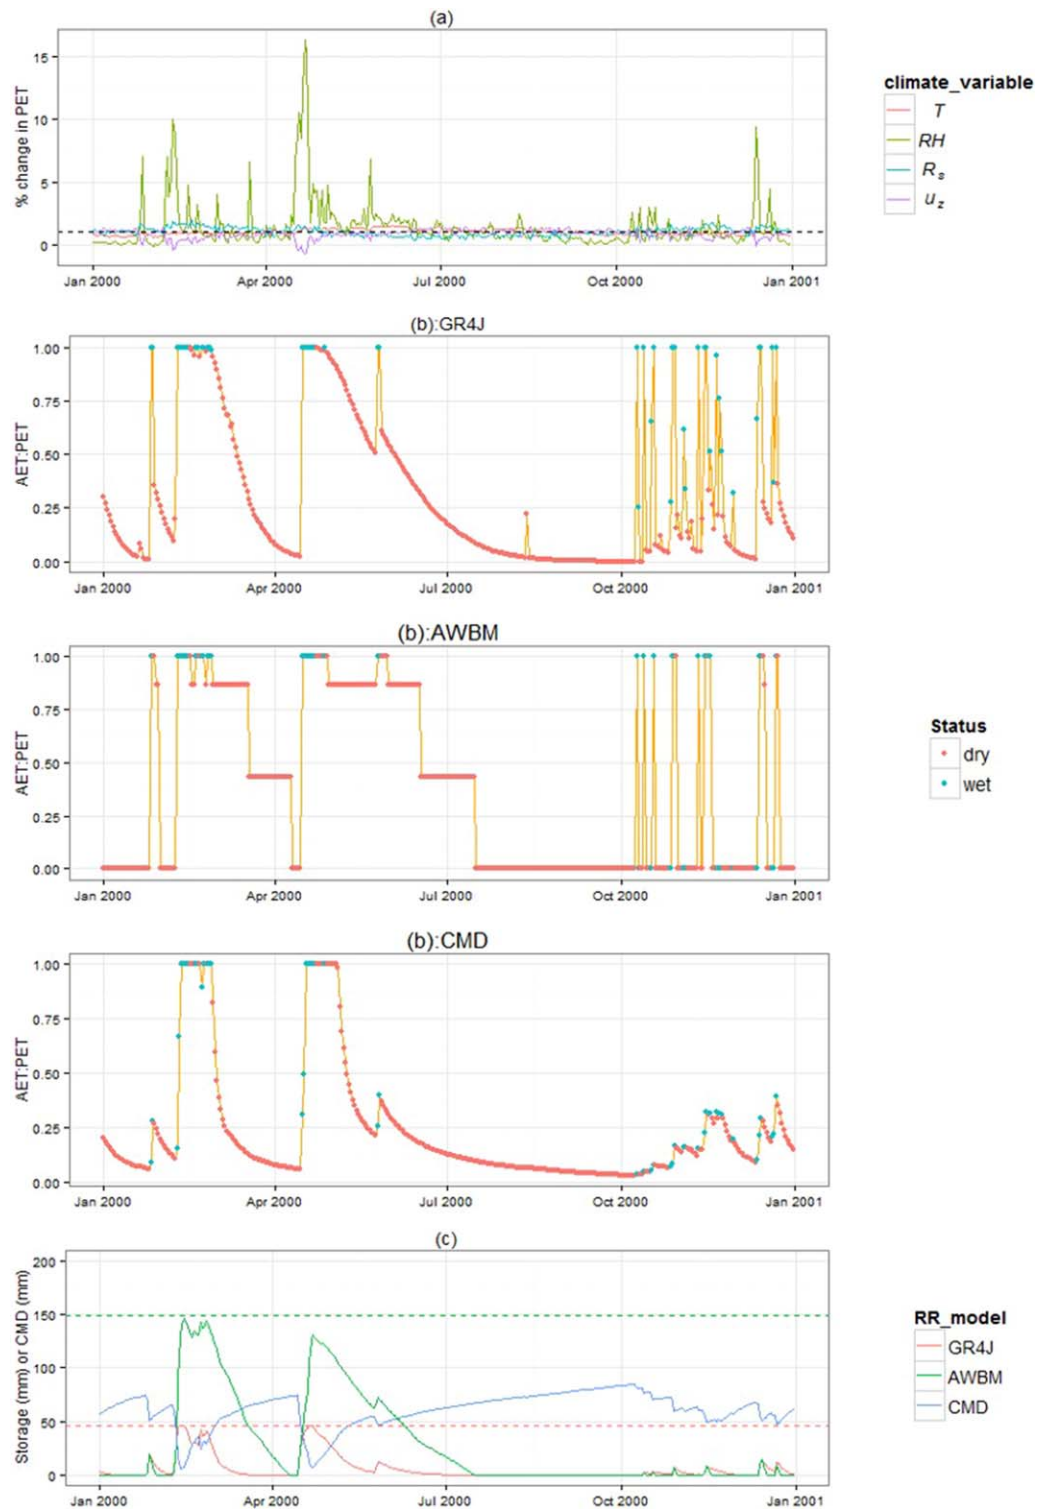 (a)
% change in PET
15
10
5
0
Jan 2000 Apr 2000 Jul 2000 Oct 2000 Jan 2001
climate_variable
T
RH
R s
u z
(b):GR4J
AET:PET
1.00
0.75
0.50
0.25
0.00
Jan 2000 Apr 2000 Jul 2000 Oct 2000 Jan 2001
(b):AWBM
AET:PET
1.00
0.75
0.50
0.25
0.00
Jan 2000 Apr 2000 Jul 2000 Oct 2000 Jan 2001
Status
dry
wet
(b):CMD
AET:PET
1.00
0.75
0.50
0.25
0.00
Jan 2000 Apr 2000 Jul 2000 Oct 2000 Jan 2001
(c)
Storage (mm) or CMD (mm)
200
150
100
50
0
Jan 2000 Apr 2000 Jul 2000 Oct 2000 Jan 2001
RR_model
GR4J
AWBM
CMD